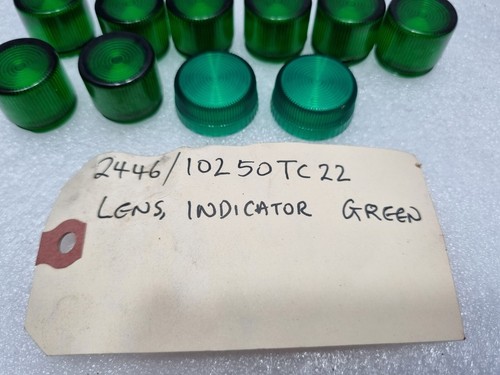 2446/10250TC22
LENS, INDICATOR GREEN